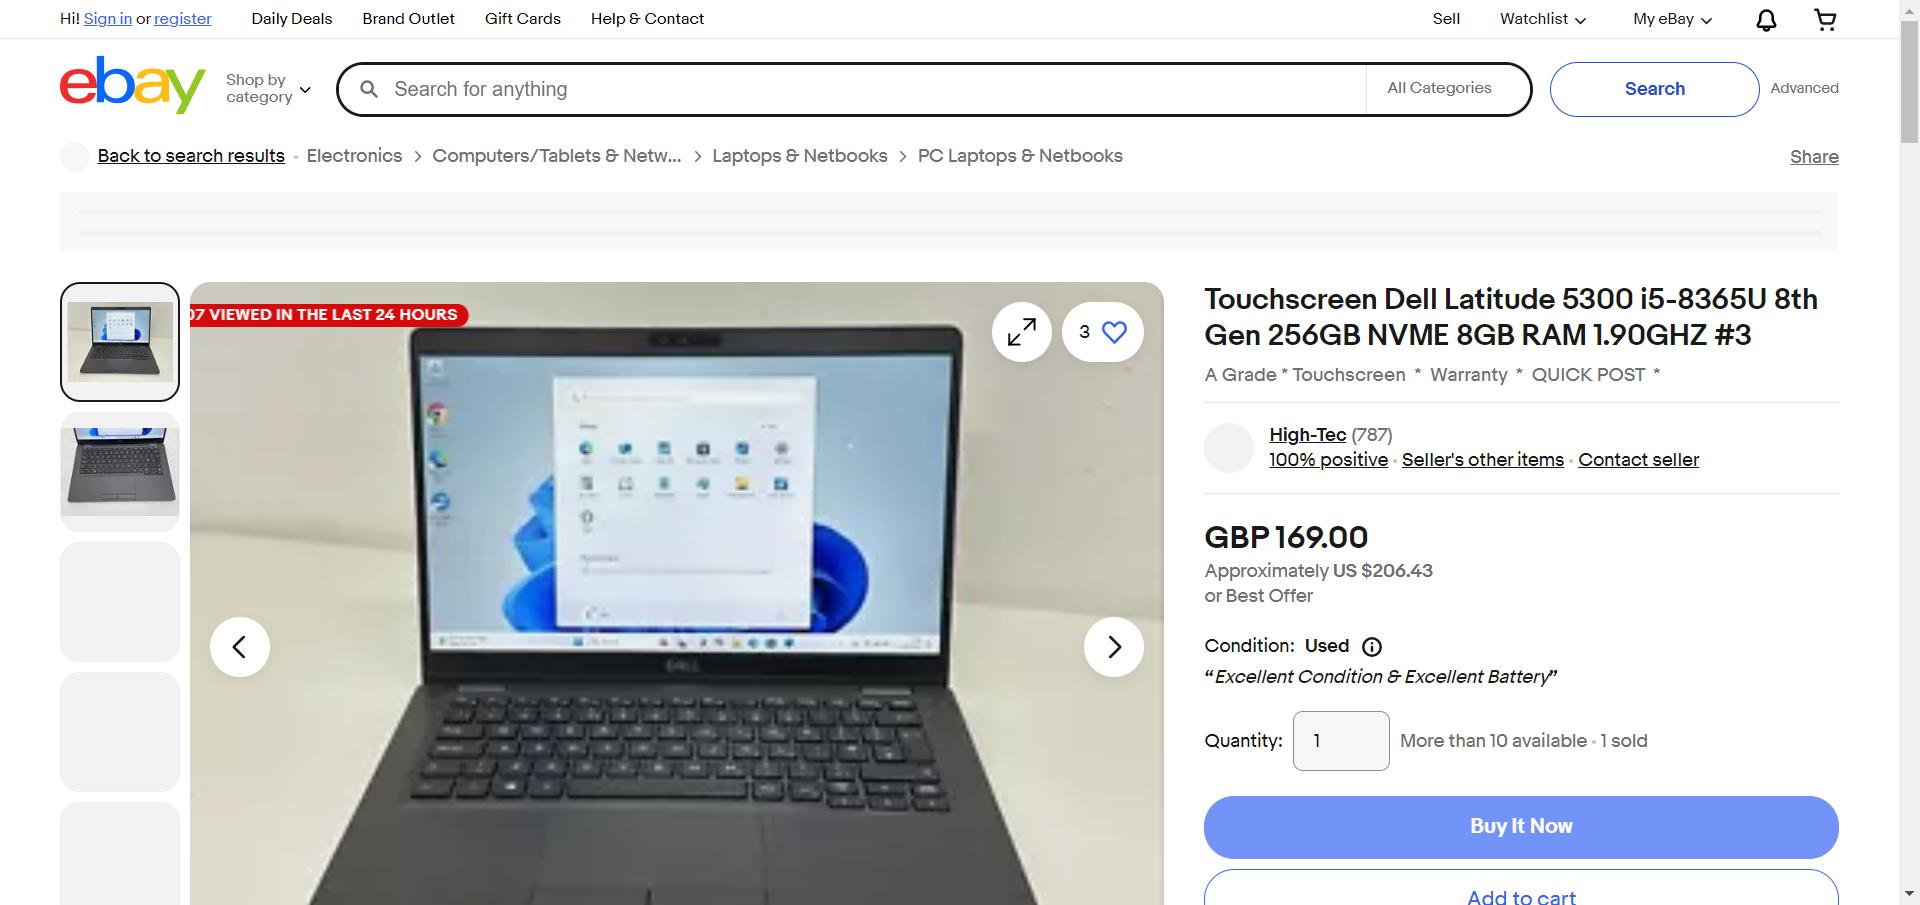 Hi! Sign in or register
Daily Deals
Brand Outlet
Gift Cards
Help & Contact
Sell
Watchlist
My eBay
ebay
Shop by
category
Search for anything
All Categories
Search
Advanced
Back to search results
Electronics
Computers/Tablets & Netw...
Laptops & Netbooks
PC Laptops & Netbooks
Share
07 VIEWED IN THE LAST 24 HOURS
3
DELL
Touchscreen Dell Latitude 5300 i5-8365U 8th
Gen 256GB NVME 8GB RAM 1.90GHZ #3
A Grade * Touchscreen * Warranty * QUICK POST *
High-Tec (787)
100% positive · Seller's other items · Contact seller
GBP 169.00
Approximately US $206.43
or Best Offer
Condition: Used
“Excellent Condition & Excellent Battery”
Quantity: 1 More than 10 available · 1 sold
Buy It Now
Add to cart